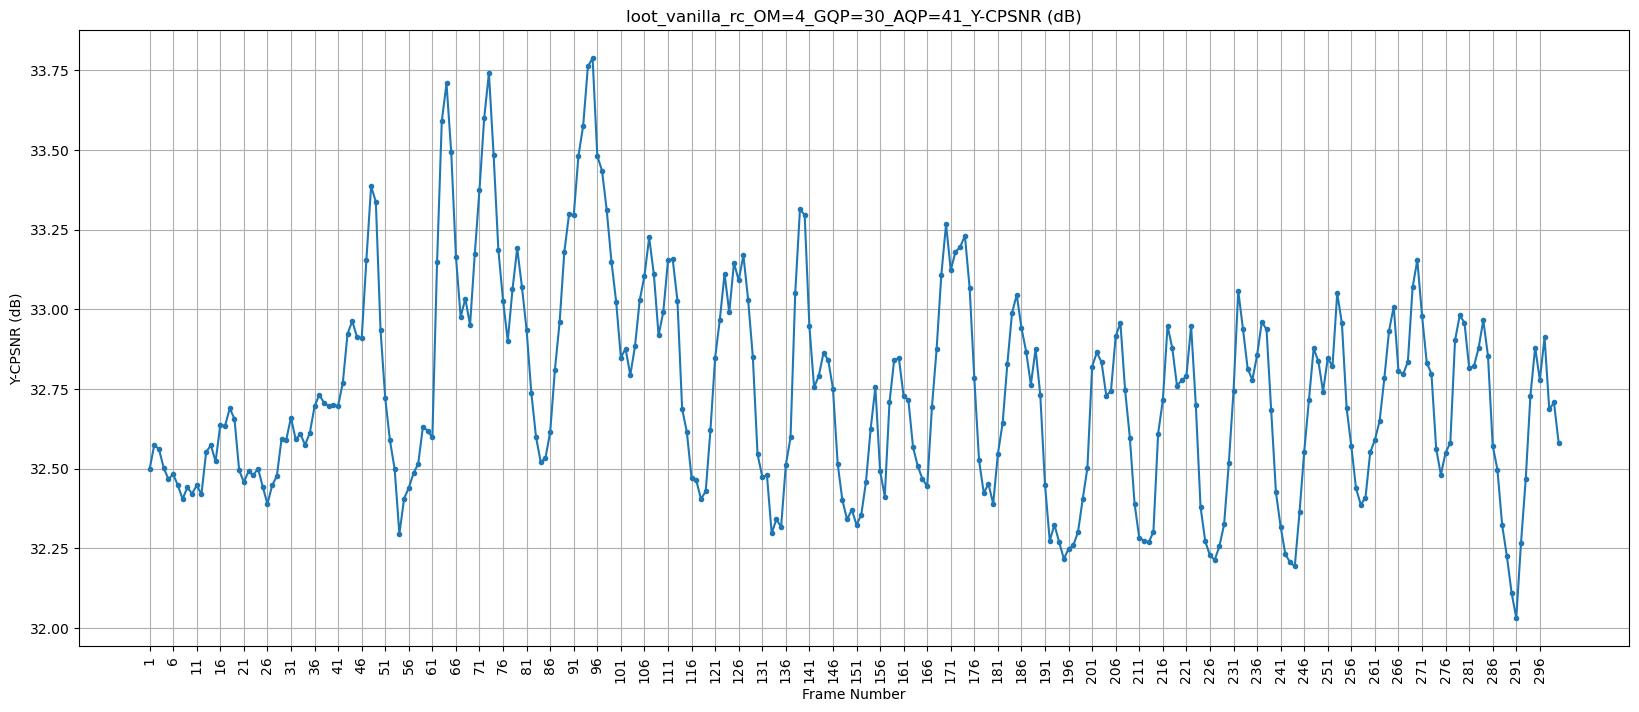 loot_vanilla_rc_OM=4_GQP=30_AQP=41_Y-CPSNR (dB)
33.75
33.50
33.25
33.00
32.75
32.50
32.25
32.00
Y-CPSNR (dB)
1 6 11 16 21 26 31 36 41 46 51 56 61 66 71 76 81 86 91 96 101 106 111 116 121 126 131 136 141 146 151 156 161 166 171 176 181 186 191 196 201 206 211 216 221 226 231 236 241 246 251 256 261 266 271 276 281 286 291 296
Frame Number